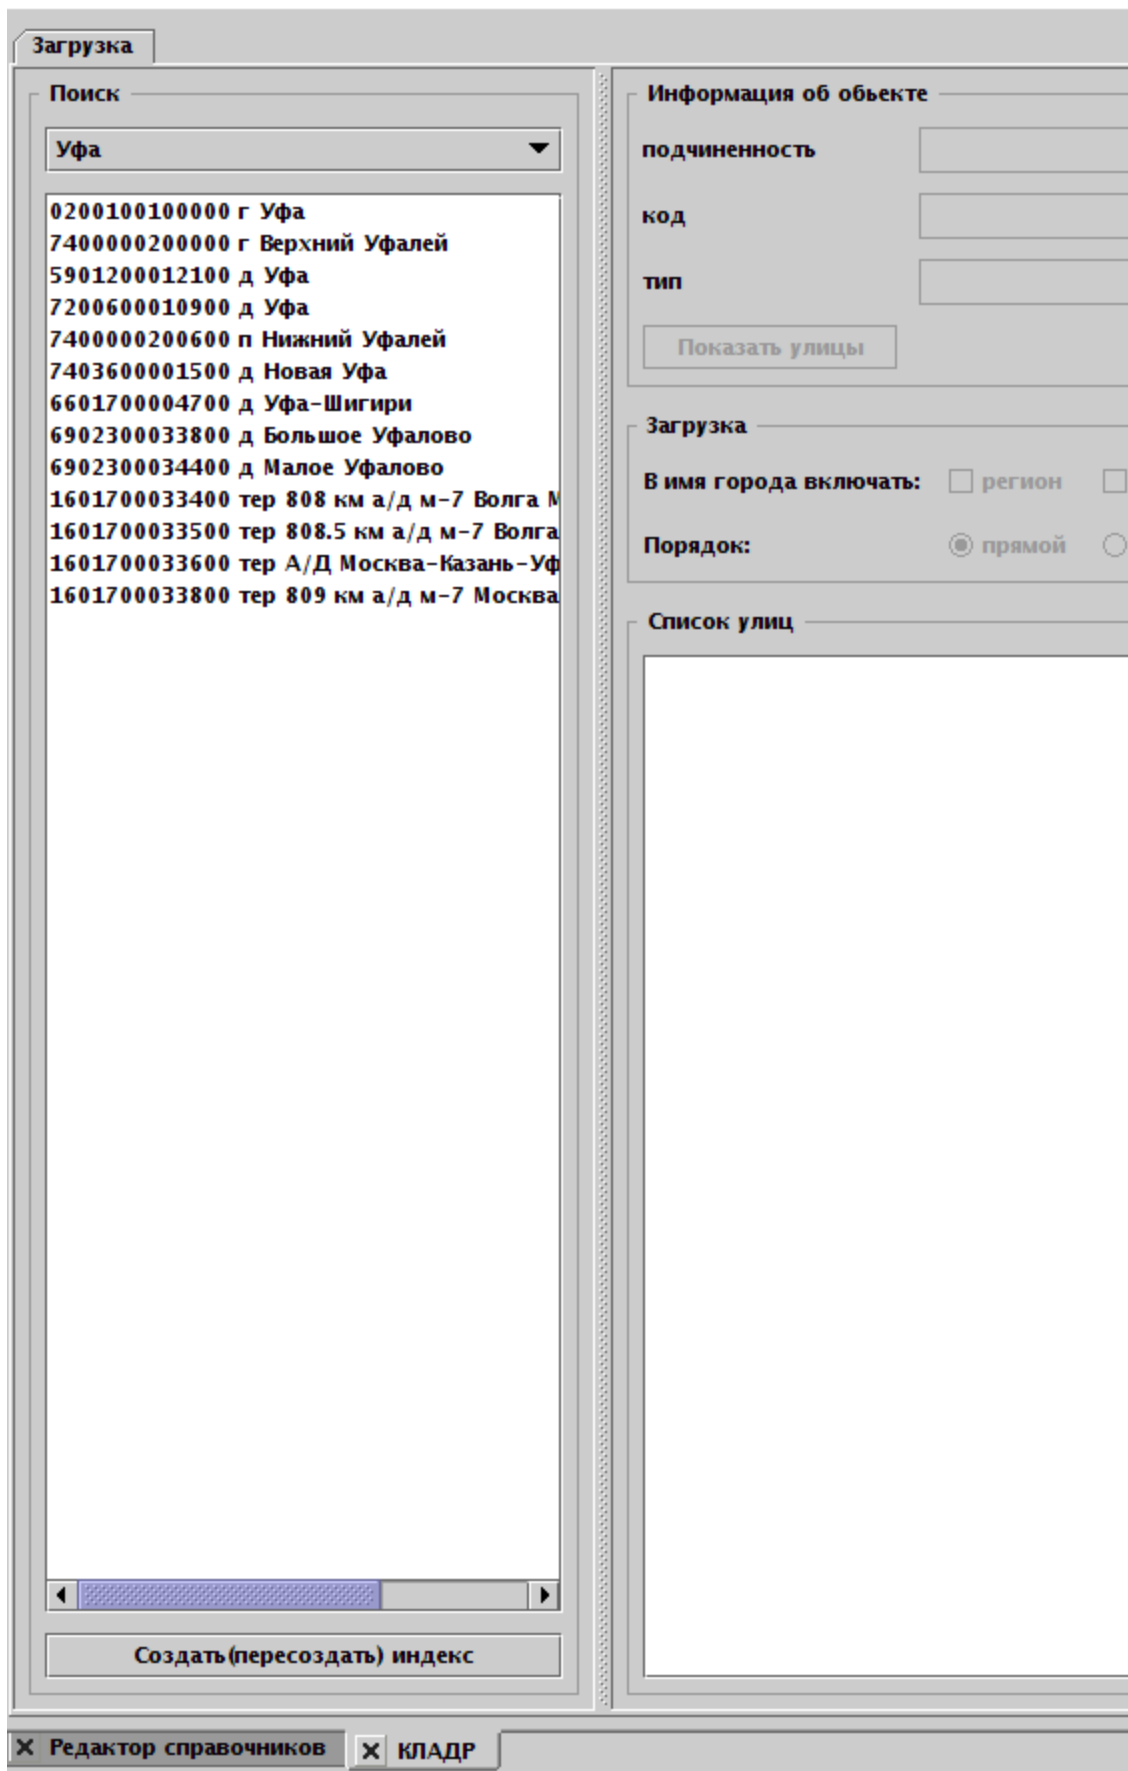 Загрузка
Поиск
Уфа
0200100100000 г Уфа
7400000200000 г Верхний Уфалей
5901200012100 д Уфа
7200600010900 д Уфа
7400000200600 п Нижний Уфалей
7403600001500 д Новая Уфа
6601700004700 д Уфа-Шигири
6902300033800 д Большое Уфалово
6902300034400 д Малое Уфалово
1601700033400 тер 808 км а/д м-7 Волга М
1601700033500 тер 808.5 км а/д м-7 Волга
1601700033600 тер А/Д Москва-Казань-Уф
1601700033800 тер 809 км а/д м-7 Москва
Создать(пересоздать) индекс
Информация об обьекте
подчиненность
код
тип
Показать улицы
Загрузка
В имя города включать: регион
Порядок: прямой
Список улиц
Редактор справочников
КЛАДР